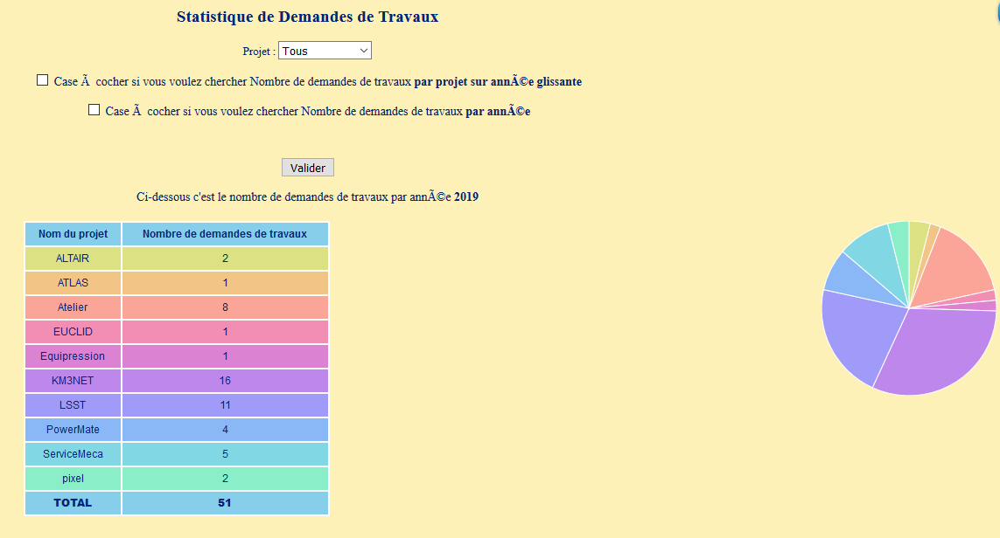 Statistique de Demandes de Travaux
Projet : Tous
Case Ã  cocher si vous voulez chercher Nombre de demandes de travaux par projet sur annÃ©e glissante
Case Ã  cocher si vous voulez chercher Nombre de demandes de travaux par annÃ©e
Valider
Ci-dessous c'est le nombre de demandes de travaux par annÃ©e 2019
Nom du projet Nombre de demandes de travaux
ALTAIR 2
ATLAS 1
Atelier 8
EUCLID 1
Equipression 1
KM3NET 16
LSST 11
PowerMate 4
ServiceMeca 5
pixel 2
TOTAL 51